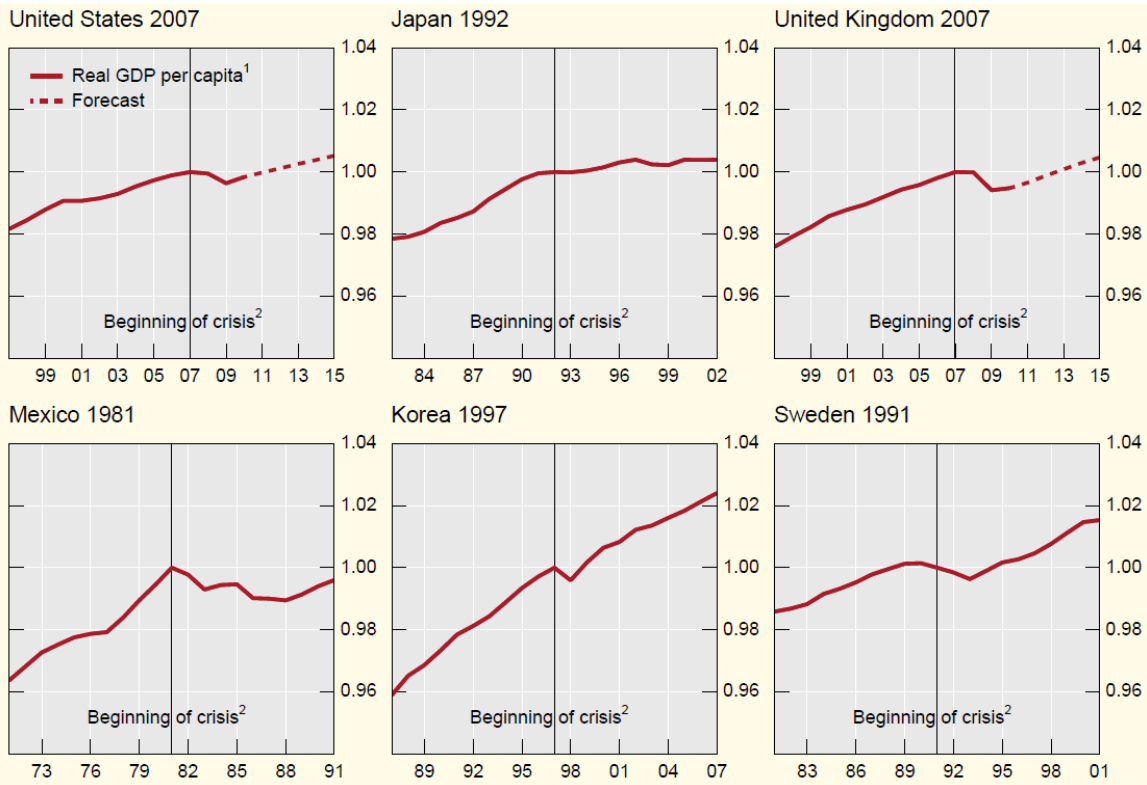 United States 2007
Real GDP per capita1
Forecast
1.04
1.02
1.00
0.98
0.96
Beginning of crisis2
99 01 03 05 07 09 11 13 15
Japan 1992
1.04
1.02
1.00
0.98
0.96
Beginning of crisis2
84 87 90 93 96 99 02
United Kingdom 2007
1.04
1.02
1.00
0.98
0.96
Beginning of crisis2
99 01 03 05 07 09 11 13 15
Mexico 1981
1.04
1.02
1.00
0.98
0.96
Beginning of crisis2
73 76 79 82 85 88 91
Korea 1997
1.04
1.02
1.00
0.98
0.96
Beginning of crisis2
89 92 95 98 01 04 07
Sweden 1991
1.04
1.02
1.00
0.98
0.96
Beginning of crisis2
83 86 89 92 95 98 01